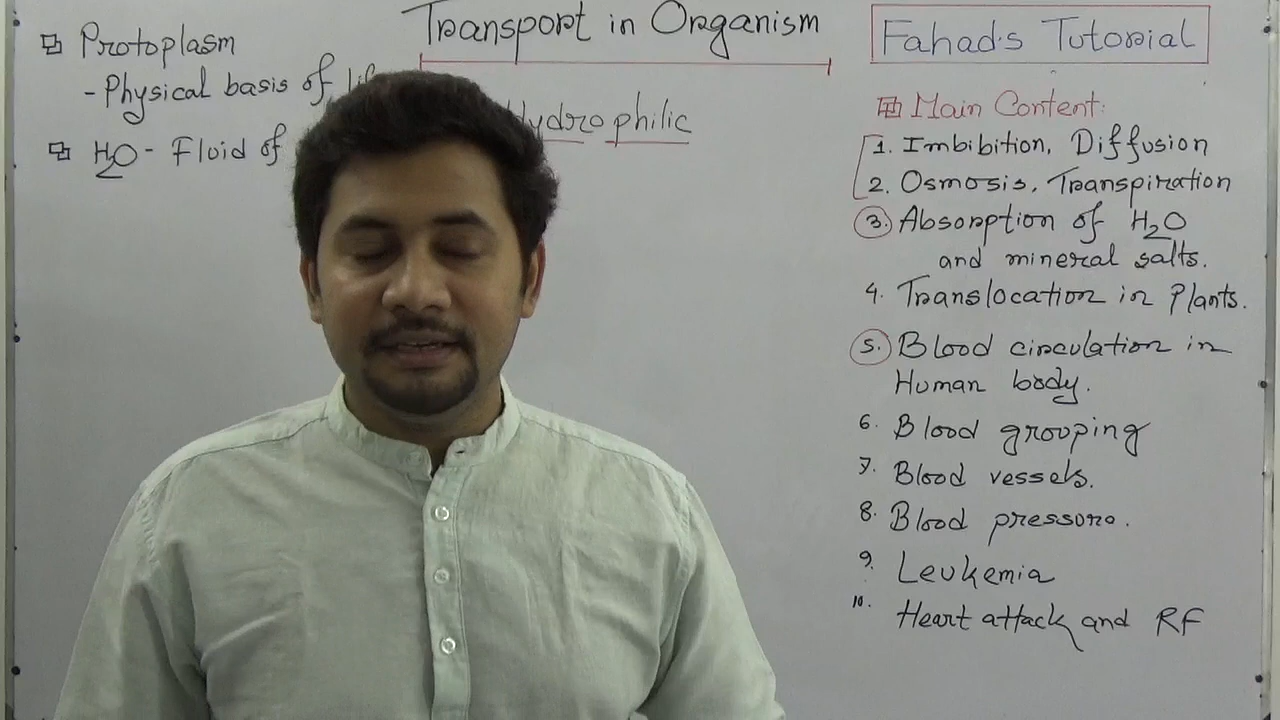 Transport in Organism
Protoplasm
- Physical basis of
H2O - Fluid of
Hydrophilic
Fahad's Tutorial
Main Content:
1. Imbibition, Diffusion
2. Osmosis, Transpiration
3. Absorption of H2O
and mineral salts.
4. Translocation in Plants.
5. Blood circulation in
Human body.
6. Blood grouping
7. Blood vessels.
8. Blood pressure.
9. Leukemia
10. Heart attack and RF